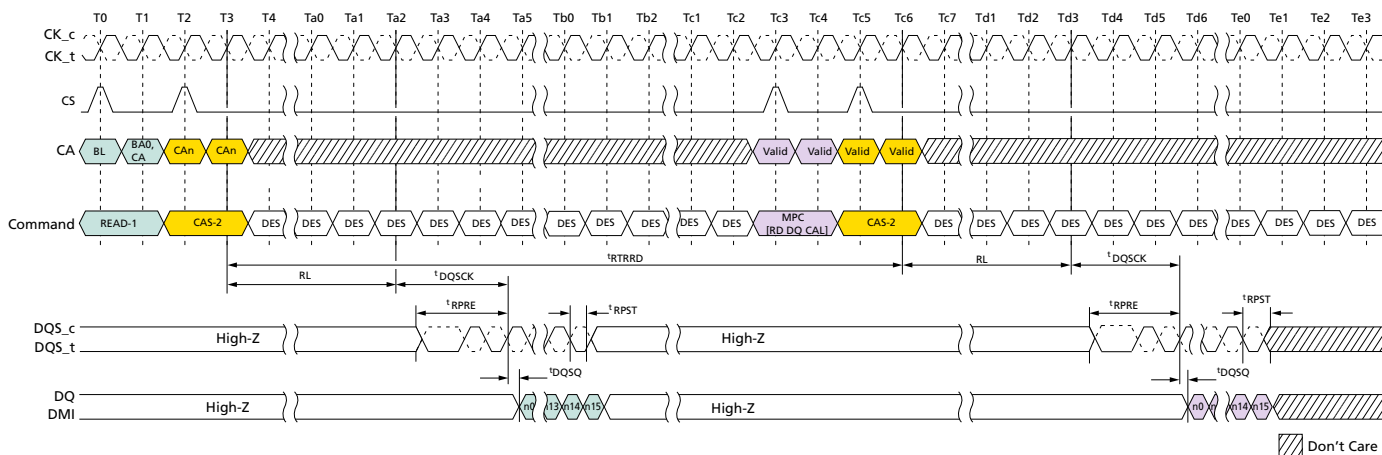 T0 T1 T2 T3 T4 Ta0 Ta1 Ta2 Ta3 Ta4 Ta5 Tb0 Tb1 Tb2 Tc1 Tc2 Tc3 Tc4 Tc5 Tc6 Tc7 Td1 Td2 Td3 Td4 Td5 Td6 Te0 Te1 Te2 Te3
CK_c
CK_t
CS
CA BL BA0, CA CAn CAn Valid Valid Valid Valid
Command READ-1 CAS-2 DES DES DES DES DES DES DES DES DES DES DES DES MPC [RD DQ CAL] CAS-2 DES DES DES DES DES DES DES DES DES DES DES
tRTRRD
RL tDQSCK RL tDQSCK
tRPRE tRPST tRPRE tRPST
DQS_c
DQS_t
High-Z High-Z
tDQSQ tDQSQ
DQ
DMI
High-Z n0 n13 n14 n15 High-Z n0 n14 n15
Don't Care